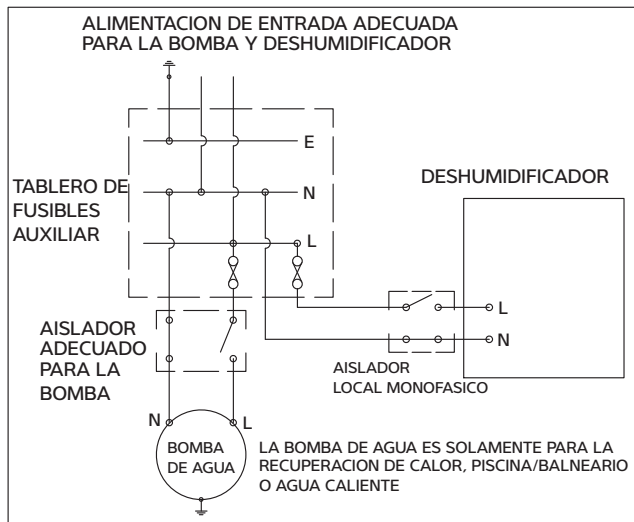 ALIMENTACION DE ENTRADA ADECUADA
PARA LA BOMBA Y DESHUMIDIFICADOR
E
TABLERO DE
FUSIBLES
AUXILIAR
N
L
DESHUMIDIFICADOR
L
N
AISLADOR
ADECUADO
PARA LA
BOMBA
AISLADOR
LOCAL MONOFASICO
N
L
BOMBA
DE AGUA
LA BOMBA DE AGUA ES SOLAMENTE PARA LA
RECUPERACION DE CALOR, PISCINA/BALNEARIO
O AGUA CALIENTE